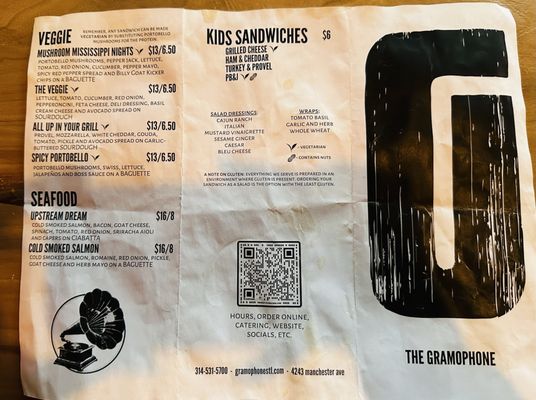 VEGGIE
REMEMBER, ANY SANDWICH CAN BE MADE
VEGETARIAN BY SUBSTITUTING PORTOBELLO
MUSHROOMS FOR THE PROTEIN.
MUSHROOM MISSISSIPPI NIGHTS $13/6.50
PORTOBELLO MUSHROOMS, PEPPER JACK, LETTUCE,
TOMATO, RED ONION, CUCUMBER, PEPPER MAYO,
SPICY RED PEPPER SPREAD AND BILLY GOAT KICKER
CHIPS ON A BAGUETTE
THE VEGGIE $13/6.50
LETTUCE, TOMATO, CUCUMBER, RED ONION,
PEPPERONCINI, FETA CHEESE, DELI DRESSING, BASIL
CREAM CHEESE AND AVOCADO SPREAD ON
SOURDOUGH
ALL UP IN YOUR GRILL $13/6.50
PROVEL, MOZZARELLA, WHITE CHEDDAR, GOUDA,
TOMATO, RED ONION AND AVOCADO SPREAD ON GARLIC-
BUTTERED SOURDOUGH
SPICY PORTOBELLO $13/6.50
PORTOBELLO MUSHROOMS, SWISS, LETTUCE,
JALAPEÑOS AND BOSS SAUCE ON A BAGUETTE
SEAFOOD
UPSTREAM DREAM $16/8
COLD SMOKED SALMON, BACON, GOAT CHEESE,
SPINACH, TOMATO, RED ONION, SRIRACHA AIOLI
AND CAPERS ON CIABATTA
COLD SMOKED SALMON $16/8
COLD SMOKED SALMON, ROMAINE, RED ONION, PICKLE,
GOAT CHEESE AND HERB MAYO ON A BAGUETTE
KIDS SANDWICHES $6
GRILLED CHEESE
HAM & CHEDDAR
TURKEY & PROVEL
PB&J
SALAD DRESSINGS:
CAJUN RANCH
ITALIAN
MUSTARD VINAIGRETTE
SESAME GINGER
CAESAR
BLEU CHEESE
WRAPS:
TOMATO BASIL
GARLIC AND HERB
WHOLE WHEAT
- VEGETARIAN
- CONTAINS NUTS
A NOTE ON GLUTEN: EVERYTHING WE SERVE IS PREPARED IN AN
ENVIRONMENT WHERE GLUTEN IS PRESENT. ORDERING YOUR
SANDWICH AS A SALAD IS THE OPTION WITH THE LEAST GLUTEN.
HOURS, ORDER ONLINE,
CATERING, WEBSITE,
SOCIALS, ETC.
314-531-5700 · gramophonestl.com · 4243 manchester ave
G
THE GRAMOPHONE